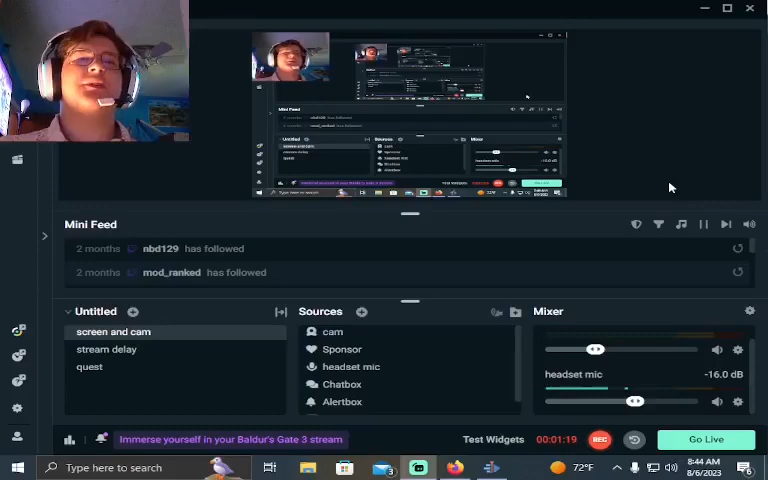 Mini Feed
2 months nbd129 has followed
2 months mod_ranked has followed
Untitled
screen and cam
stream delay
quest
Sources
cam
Sponsor
headset mic
Chatbox
Alertbox
Mixer
headset mic -16.0 dB
Immerse yourself in your Baldur's Gate 3 stream
Test Widgets 00:01:19 REC Go Live
Type here to search
3
72°F
8:44 AM
8/6/2023